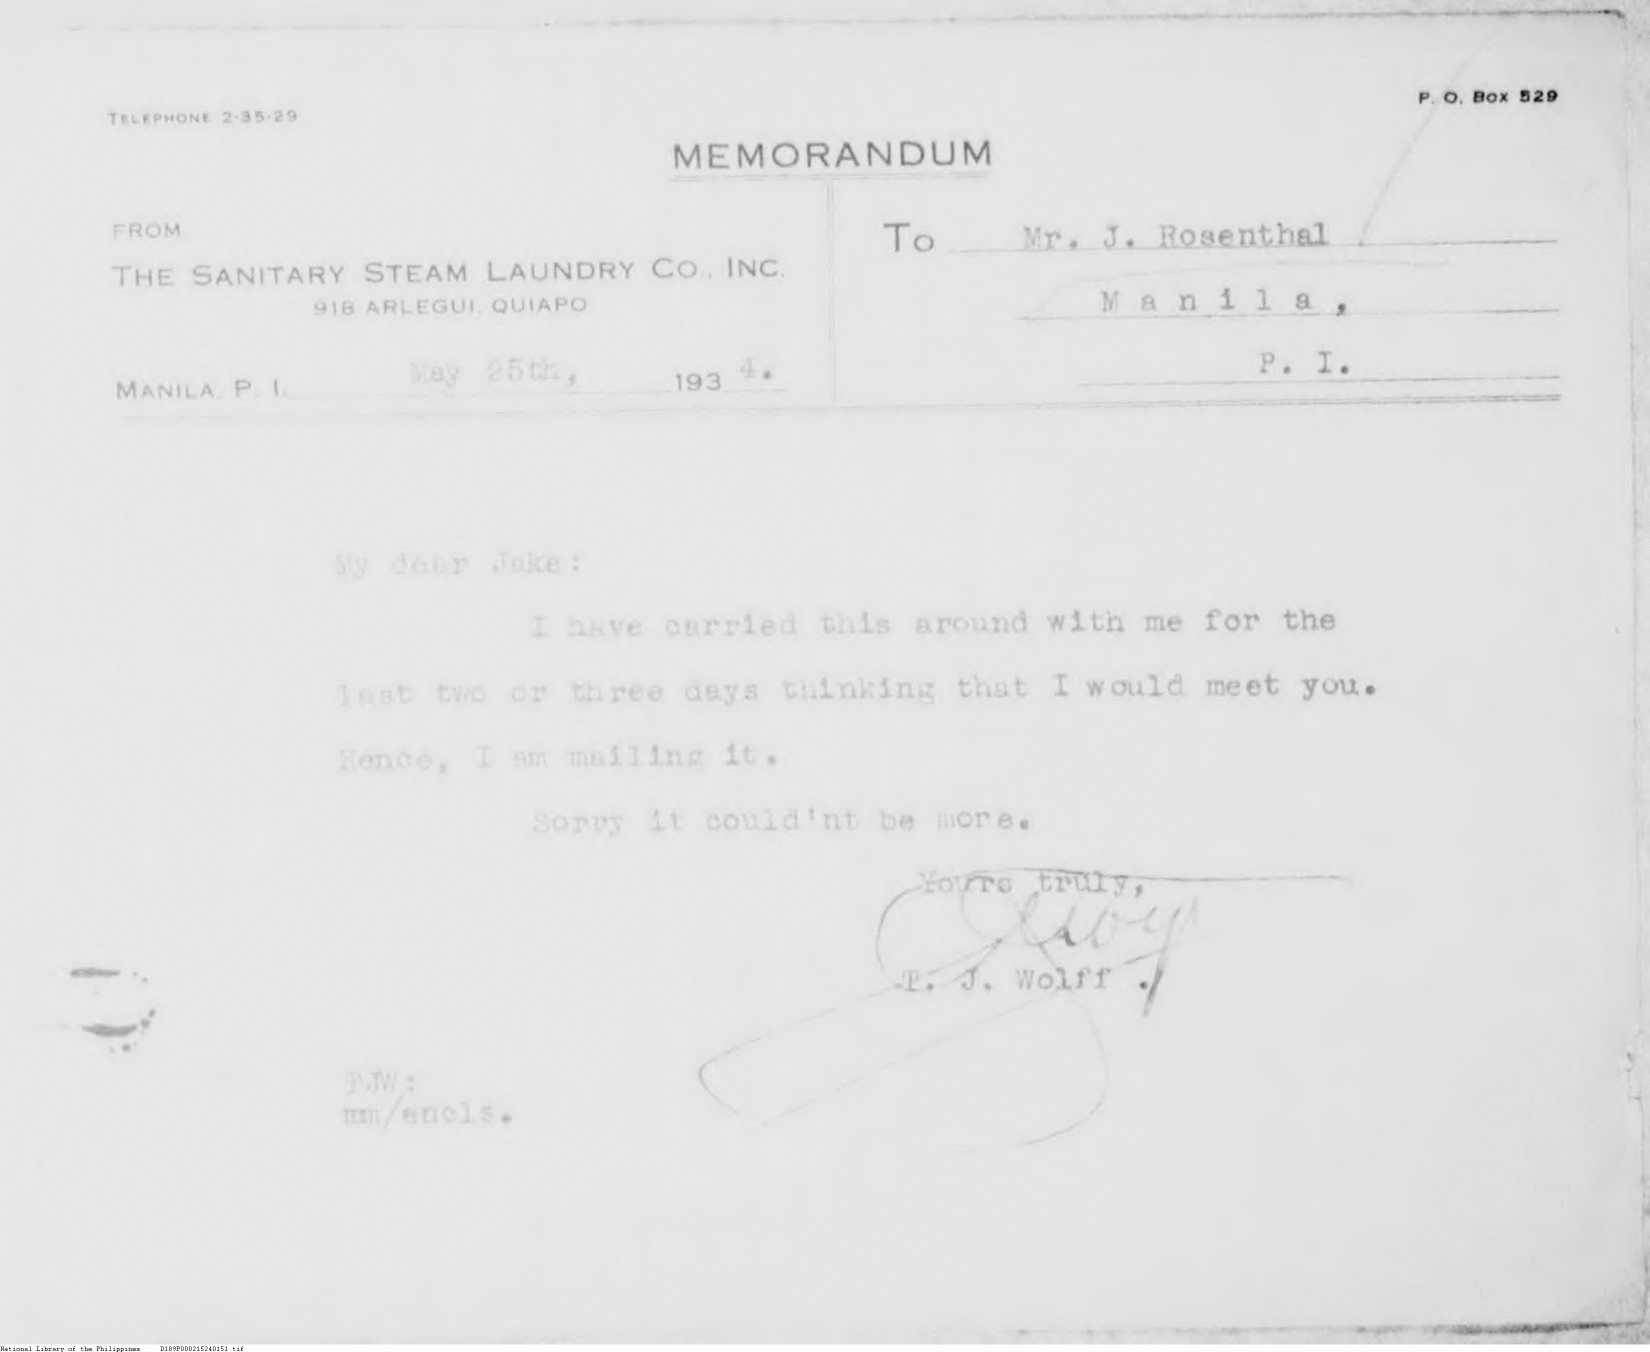 TELEPHONE 2-35-29
P. O. Box 529
MEMORANDUM
FROM
THE SANITARY STEAM LAUNDRY CO., INC.
918 ARLEGUI, QUIAPO
MANILA, P. I. May 25th, 1934.
To Mr. J. Rosenthal
Manila,
P. I.
My dear Jake:
I have carried this around with me for the
last two or three days thinking that I would meet you.
Hence, I am mailing it.
Sorry it could'nt be more.
Yours truly,
T. J. Wolff.
TJW:
mm/encls.
National Library of the Philippines D189P000215240151.tif